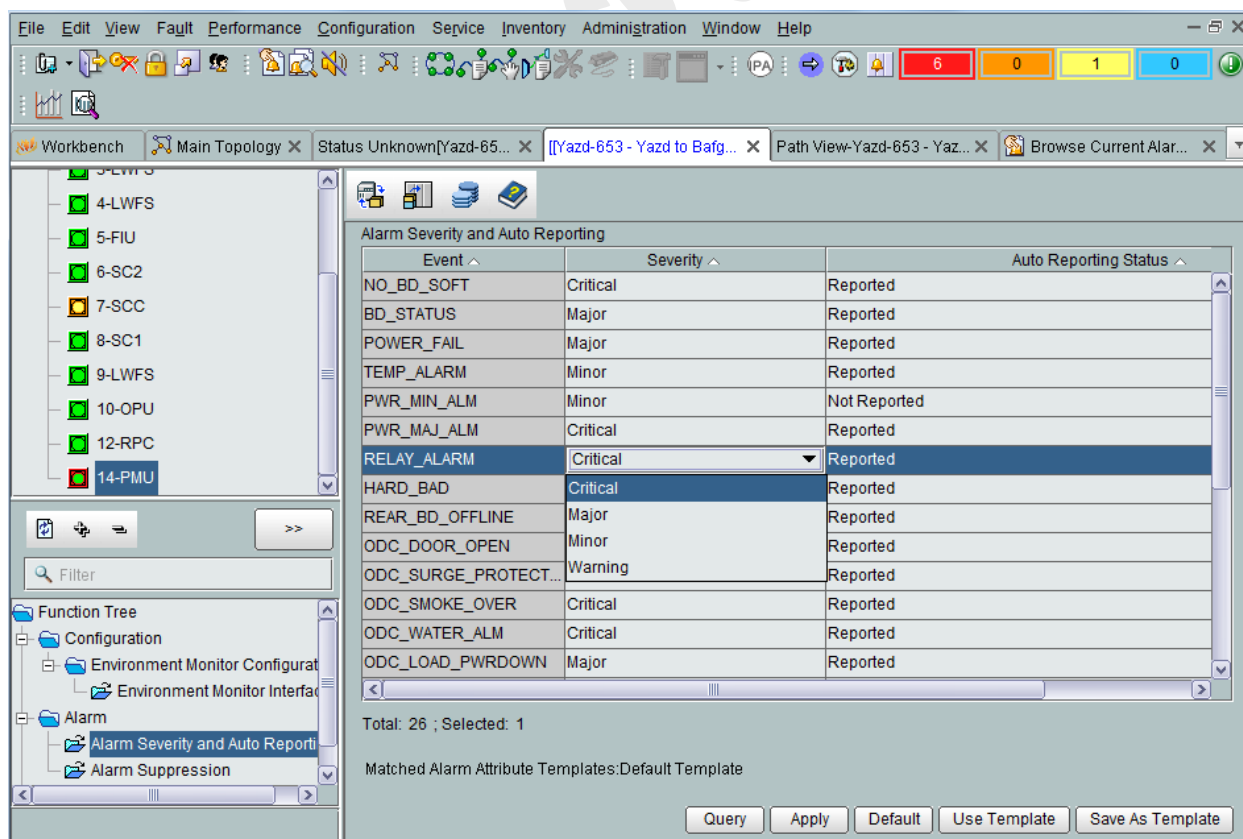 File Edit View Fault Performance Configuration Service Inventory Administration Window Help
6 0 1 0
Workbench Main Topology Status Unknown[Yazd-65... [[Yazd-653 - Yazd to Bafg... Path View-Yazd-653 - Yaz... Browse Current Alar...
3-LWFS
4-LWFS
5-FIU
6-SC2
7-SCC
8-SC1
9-LWFS
10-OPU
12-RPC
14-PMU
>>
Filter
Function Tree
Configuration
Environment Monitor Configurat
Environment Monitor Interfac
Alarm
Alarm Severity and Auto Reporti
Alarm Suppression
Alarm Severity and Auto Reporting
Event Severity Auto Reporting Status
NO_BD_SOFT Critical Reported
BD_STATUS Major Reported
POWER_FAIL Major Reported
TEMP_ALARM Minor Reported
PWR_MIN_ALM Minor Not Reported
PWR_MAJ_ALM Critical Reported
RELAY_ALARM Critical Reported
HARD_BAD Critical Reported
REAR_BD_OFFLINE Major Reported
ODC_DOOR_OPEN Minor Reported
ODC_SURGE_PROTECT... Warning Reported
ODC_SMOKE_OVER Critical Reported
ODC_WATER_ALM Critical Reported
ODC_LOAD_PWRDOWN Major Reported
Total: 26 ; Selected: 1
Matched Alarm Attribute Templates:Default Template
Query Apply Default Use Template Save As Template